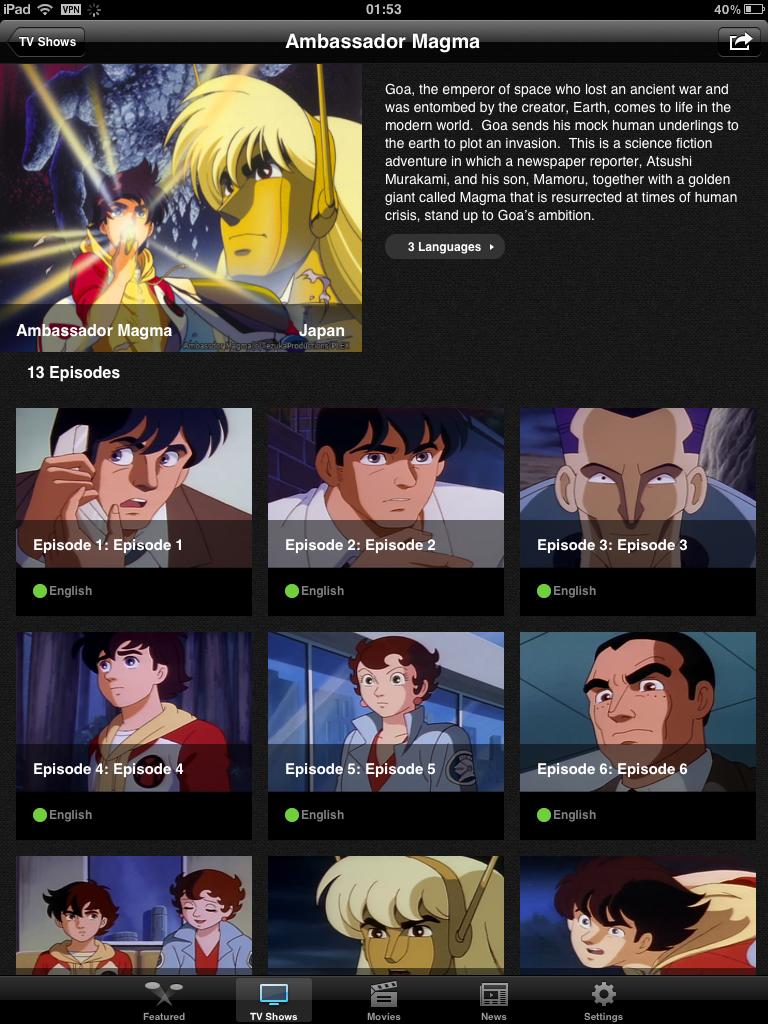 iPad VPN 01:53 40%
TV Shows
Ambassador Magma
Goa, the emperor of space who lost an ancient war and
was entombed by the creator, Earth, comes to life in the
modern world.  Goa sends his mock human underlings to
the earth to plot an invasion.  This is a science fiction
adventure in which a newspaper reporter, Atsushi
Murakami, and his son, Mamoru, together with a golden
giant called Magma that is resurrected at times of human
crisis, stand up to Goa's ambition.
3 Languages
Ambassador Magma Japan
Ambassador Magma © TezukaProductions/PLEX
13 Episodes
Episode 1: Episode 1
Episode 2: Episode 2
Episode 3: Episode 3
English
English
English
Episode 4: Episode 4
Episode 5: Episode 5
Episode 6: Episode 6
English
English
English
Featured
TV Shows
Movies
News
Settings